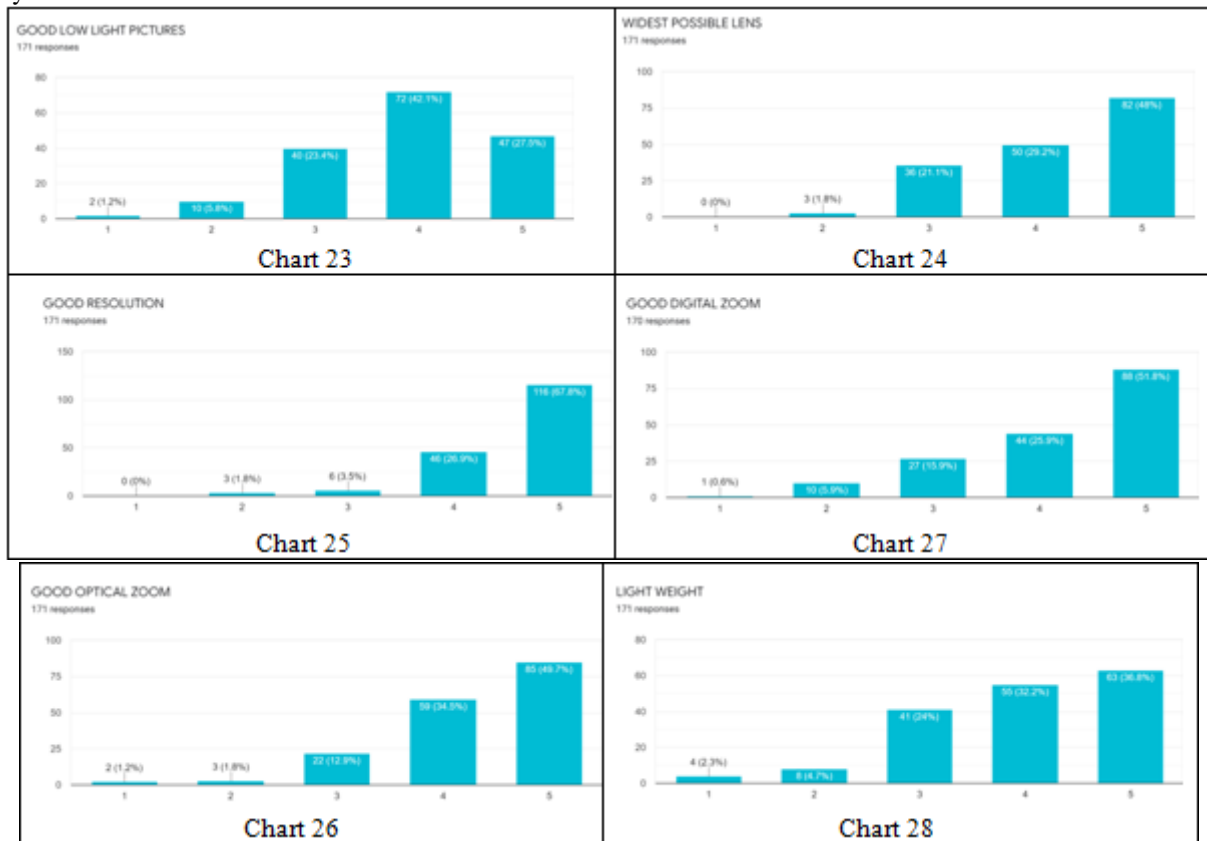 GOOD LOW LIGHT PICTURES
171 responses
80
60
40
20
0
2 (1.2%)
10 (5.8%)
40 (23.4%)
72 (42.1%)
47 (27.5%)
1 2 3 4 5
Chart 23
WIDEST POSSIBLE LENS
171 responses
100
75
50
25
0
0 (0%)
3 (1.8%)
36 (21.1%)
50 (29.2%)
82 (48%)
1 2 3 4 5
Chart 24
GOOD RESOLUTION
171 responses
150
100
50
0
0 (0%)
3 (1.8%)
6 (3.5%)
46 (26.9%)
116 (67.8%)
1 2 3 4 5
Chart 25
GOOD DIGITAL ZOOM
170 responses
100
75
50
25
0
1 (0.6%)
10 (5.9%)
27 (15.9%)
44 (25.9%)
88 (51.8%)
1 2 3 4 5
Chart 27
GOOD OPTICAL ZOOM
171 responses
100
75
50
25
0
2 (1.2%)
3 (1.8%)
22 (12.9%)
59 (34.5%)
85 (49.7%)
1 2 3 4 5
Chart 26
LIGHT WEIGHT
171 responses
80
60
40
20
0
4 (2.3%)
8 (4.7%)
41 (24%)
55 (32.2%)
63 (36.8%)
1 2 3 4 5
Chart 28